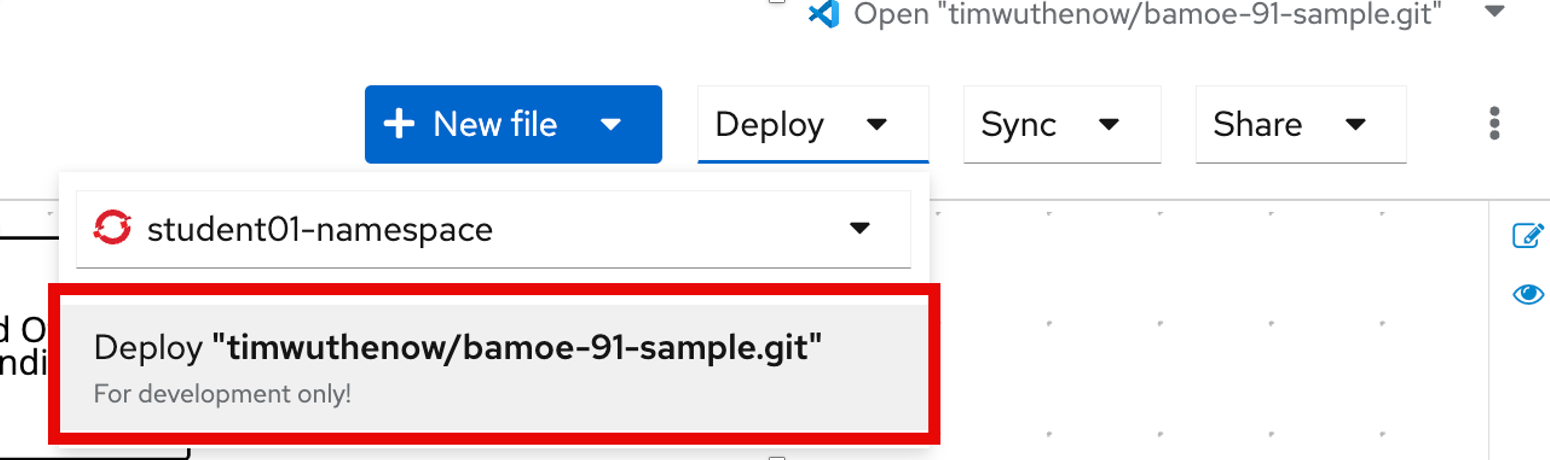 Open "timwuthenow/bamoe-91-sample.git"
New file
Deploy
Sync
Share
student01-namespace
Deploy "timwuthenow/bamoe-91-sample.git"
For development only!
d O
ndi